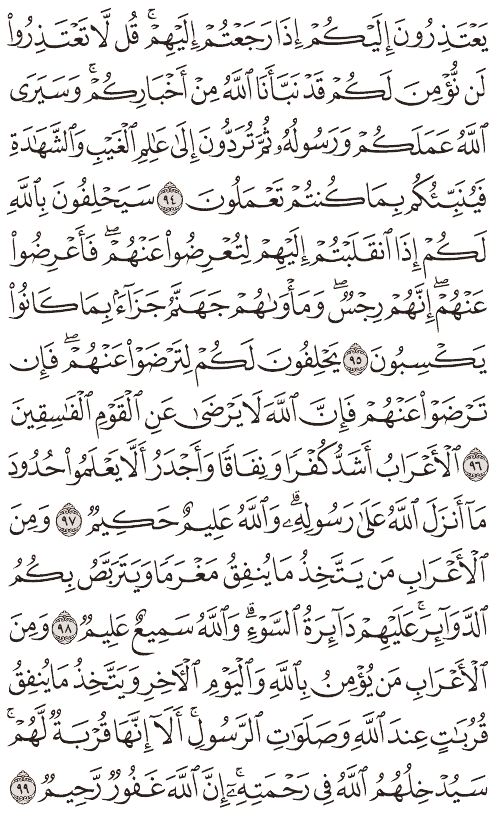 يَعۡتَذِرُونَ إِلَيۡكُمۡ إِذَا رَجَعۡتُمۡ إِلَيۡهِمۡۚ قُل لَّا تَعۡتَذِرُواْ
لَن نُّؤۡمِنَ لَكُمۡ قَدۡ نَبَّأَنَا ٱللَّهُ مِنۡ أَخۡبَارِكُمۡۚ وَسَيَرَى
ٱللَّهُ عَمَلَكُمۡ وَرَسُولُهُۥ ثُمَّ تُرَدُّونَ إِلَىٰ عَٰلِمِ ٱلۡغَيۡبِ وَٱلشَّهَٰدَةِ
فَيُنَبِّئُكُم بِمَا كُنتُمۡ تَعۡمَلُونَ ٩٤ سَيَحۡلِفُونَ بِٱللَّهِ
لَكُمۡ إِذَا ٱنقَلَبۡتُمۡ إِلَيۡهِمۡ لِتُعۡرِضُواْ عَنۡهُمۡۖ فَأَعۡرِضُواْ
عَنۡهُمۡۖ إِنَّهُمۡ رِجۡسٞۖ وَمَأۡوَىٰهُمۡ جَهَنَّمُ جَزَآءَۢ بِمَا كَانُواْ
يَكۡسِبُونَ ٩٥ يَحۡلِفُونَ لَكُمۡ لِتَرۡضَوۡاْ عَنۡهُمۡۖ فَإِن
تَرۡضَوۡاْ عَنۡهُمۡ فَإِنَّ ٱللَّهَ لَا يَرۡضَىٰ عَنِ ٱلۡقَوۡمِ ٱلۡفَٰسِقِينَ
٩٦ ٱلۡأَعۡرَابُ أَشَدُّ كُفۡرٗا وَنِفَاقٗا وَأَجۡدَرُ أَلَّا يَعۡلَمُواْ حُدُودَ
مَآ أَنزَلَ ٱللَّهُ عَلَىٰ رَسُولِهِۦۗ وَٱللَّهُ عَلِيمٌ حَكِيمٞ ٩٧ وَمِنَ
ٱلۡأَعۡرَابِ مَن يَتَّخِذُ مَا يُنفِقُ مَغۡرَمٗا وَيَتَرَبَّصُ بِكُمُ
ٱلدَّوَآئِرَۚ عَلَيۡهِمۡ دَآئِرَةُ ٱلسَّوۡءِۗ وَٱللَّهُ سَمِيعٌ عَلِيمٞ ٩٨ وَمِنَ
ٱلۡأَعۡرَابِ مَن يُؤۡمِنُ بِٱللَّهِ وَٱلۡيَوۡمِ ٱلۡأٓخِرِ وَيَتَّخِذُ مَا يُنفِقُ
قُرُبَٰتٍ عِندَ ٱللَّهِ وَصَلَوَٰتِ ٱلرَّسُولِۚ أَلَآ إِنَّهَا قُرۡبَةٞ لَّهُمۡۚ
سَيُدۡخِلُهُمُ ٱللَّهُ فِي رَحۡمَتِهِۦٓۚ إِنَّ ٱللَّهَ غَفُورٞ رَّحِيمٞ ٩٩